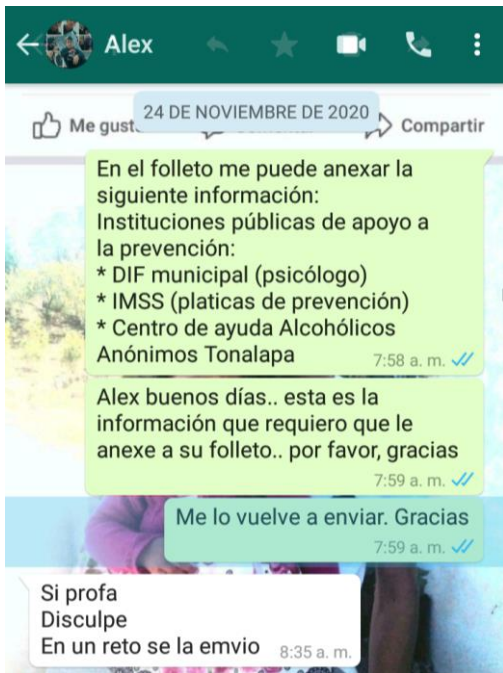 Alex
24 DE NOVIEMBRE DE 2020
Me gust
Compartir
En el folleto me puede anexar la
siguiente información:
Instituciones públicas de apoyo a
la prevención:
* DIF municipal (psicólogo)
* IMSS (platicas de prevención)
* Centro de ayuda Alcohólicos
Anónimos Tonalapa 7:58 a. m.
Alex buenos días.. esta es la
información que requiero que le
anexe a su folleto.. por favor, gracias
7:59 a. m.
Me lo vuelve a enviar. Gracias
7:59 a. m.
Si profa
Disculpe
En un reto se la emvio 8:35 a. m.